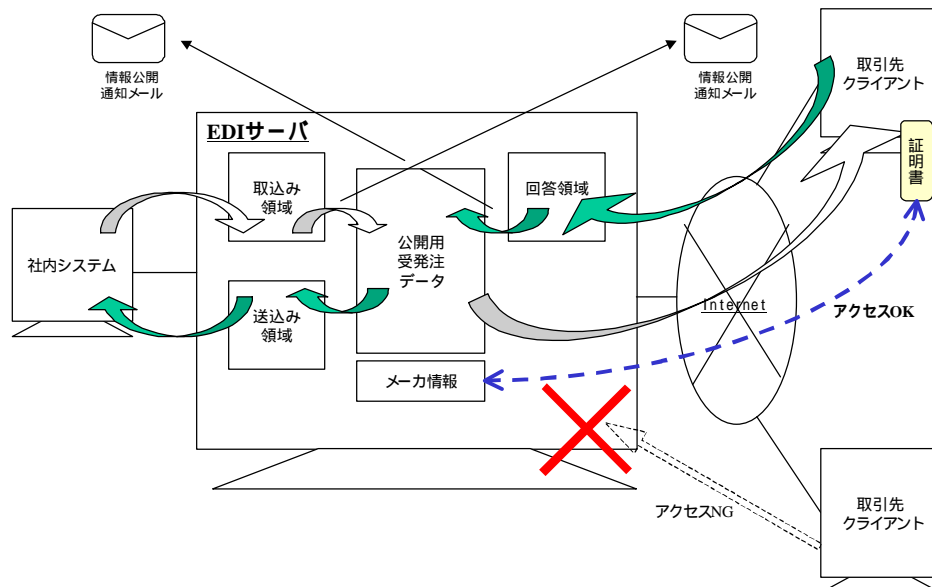 情報公開
通知メール
情報公開
通知メール
取引先
クライアント
証
明
書
EDIサーバ
取込み
領域
回答領域
公開用
受発注
データ
社内システム
送込み
領域
メーカ情報
Internet
アクセスOK
アクセスNG
取引先
クライアント